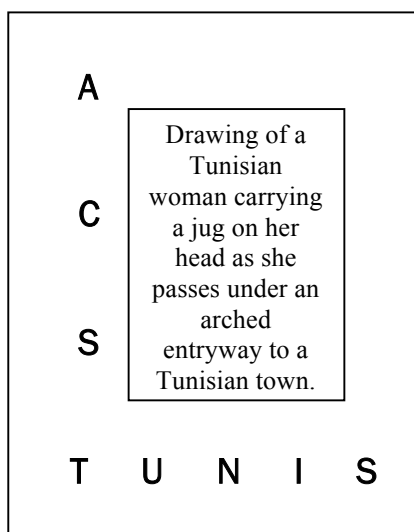 A
C
S
Drawing of a
Tunisian
woman carrying
a jug on her
head as she
passes under an
arched
entryway to a
Tunisian town.
T U N I S